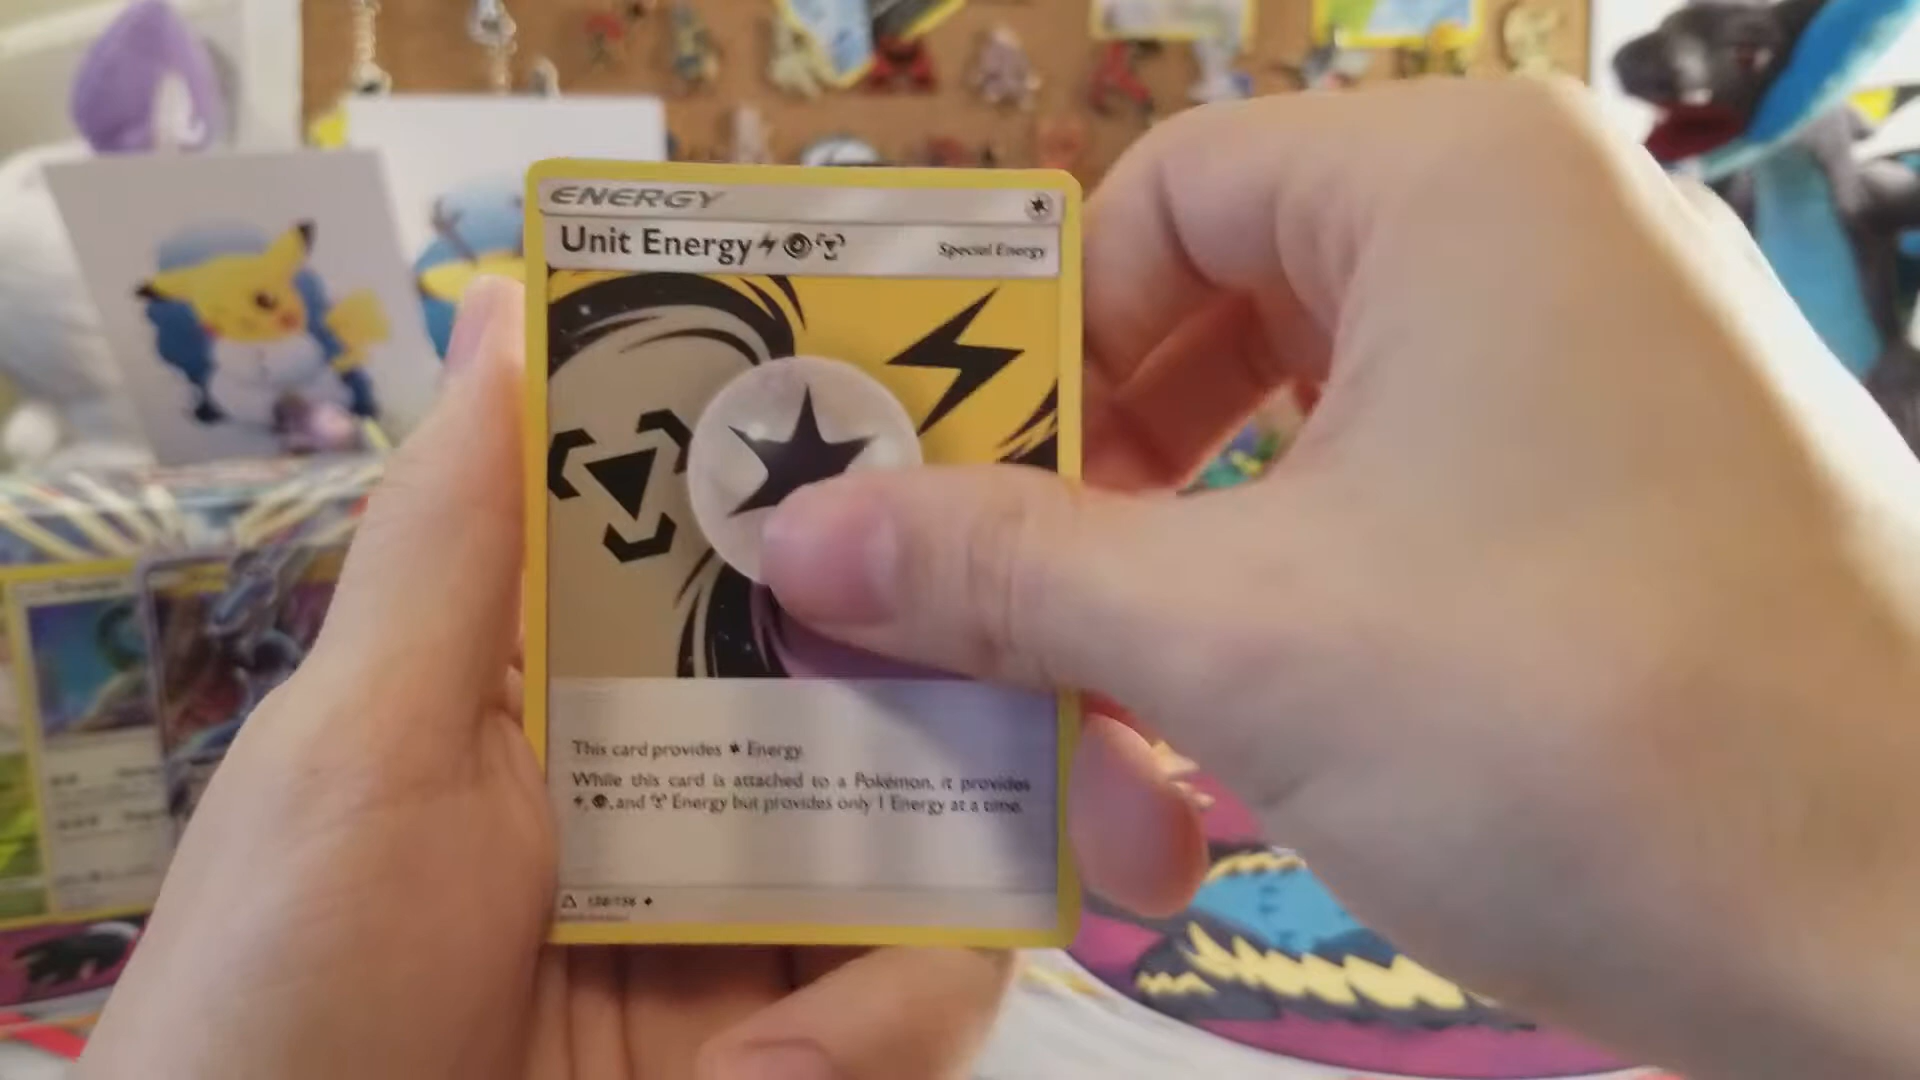 ENERGY
Unit Energy
Special Energy
This card provides Energy.
While this card is attached to a Pokémon, it provides
, , and Energy but provides only 1 Energy at a time.